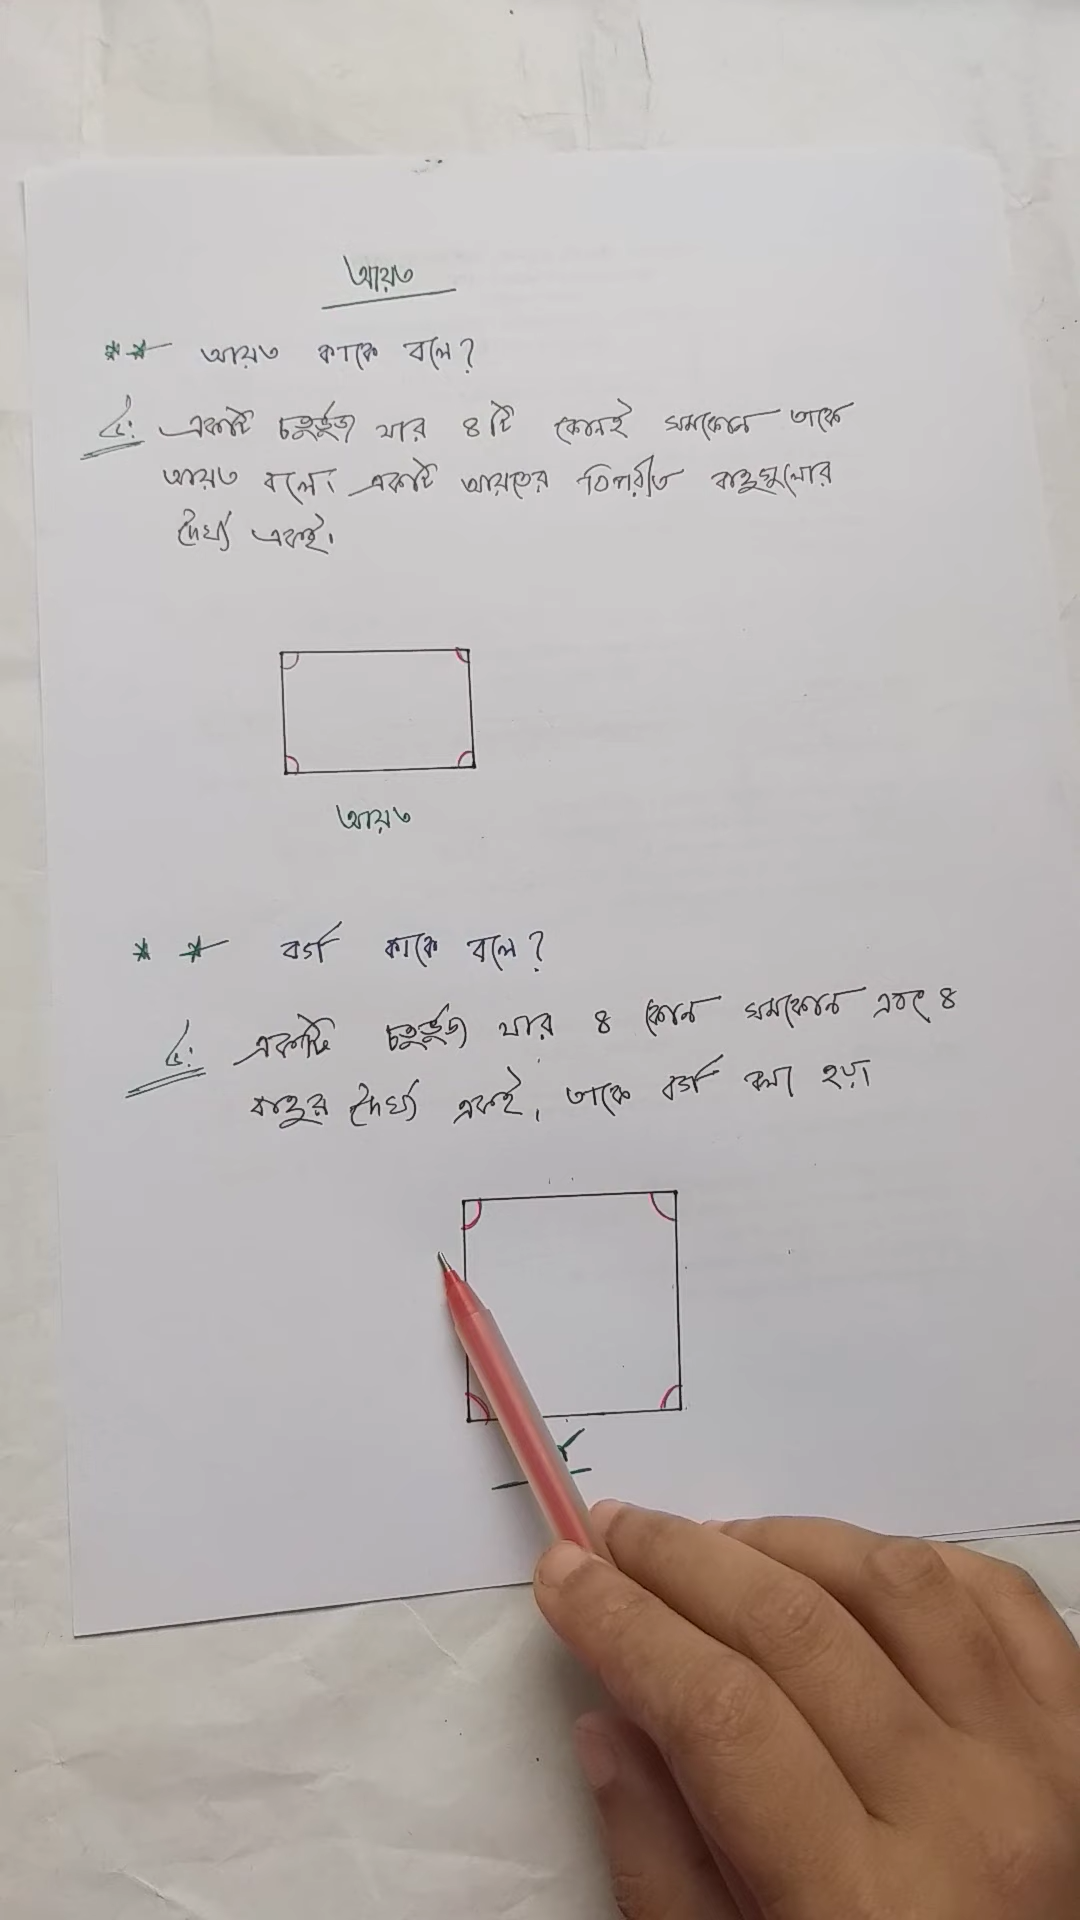 আয়ত
** আয়ত কাকে বলে?
উ: একটি চতুর্ভুজ যার ৪টি কোনই সমকোন তাকে
আয়ত বলে। একটি আয়তের বিপরীত বাহুগুলোর
দৈর্ঘ্য একই।
আয়ত
** বর্গ কাকে বলে?
উ: একটি চতুর্ভুজ যার ৪ কোন সমকোন এবং ৪
বাহুর দৈর্ঘ্য একই, তাকে বর্গ বলা হয়।